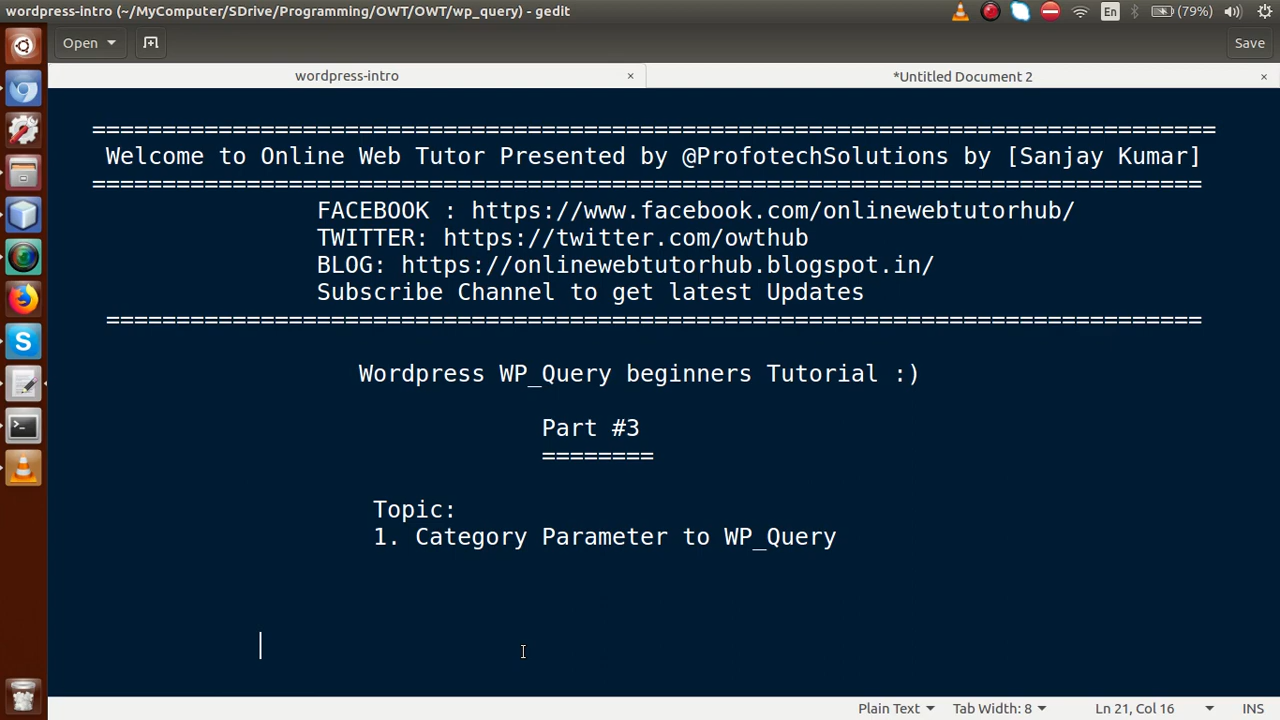 wordpress-intro (~/MyComputer/SDrive/Programming/OWT/OWT/wp_query) - gedit
En
(79%)
Open
Save
wordpress-intro ×
*Untitled Document 2 ×
================================================================================
Welcome to Online Web Tutor Presented by @ProfotechSolutions by [Sanjay Kumar]
===============================================================================
FACEBOOK : https://www.facebook.com/onlinewebtutorhub/
TWITTER: https://twitter.com/owthub
BLOG: https://onlinewebtutorhub.blogspot.in/
Subscribe Channel to get latest Updates
==============================================================================
Wordpress WP_Query beginners Tutorial :)
Part #3
========
Topic:
1. Category Parameter to WP_Query
Plain Text
Tab Width: 8
Ln 21, Col 16
INS